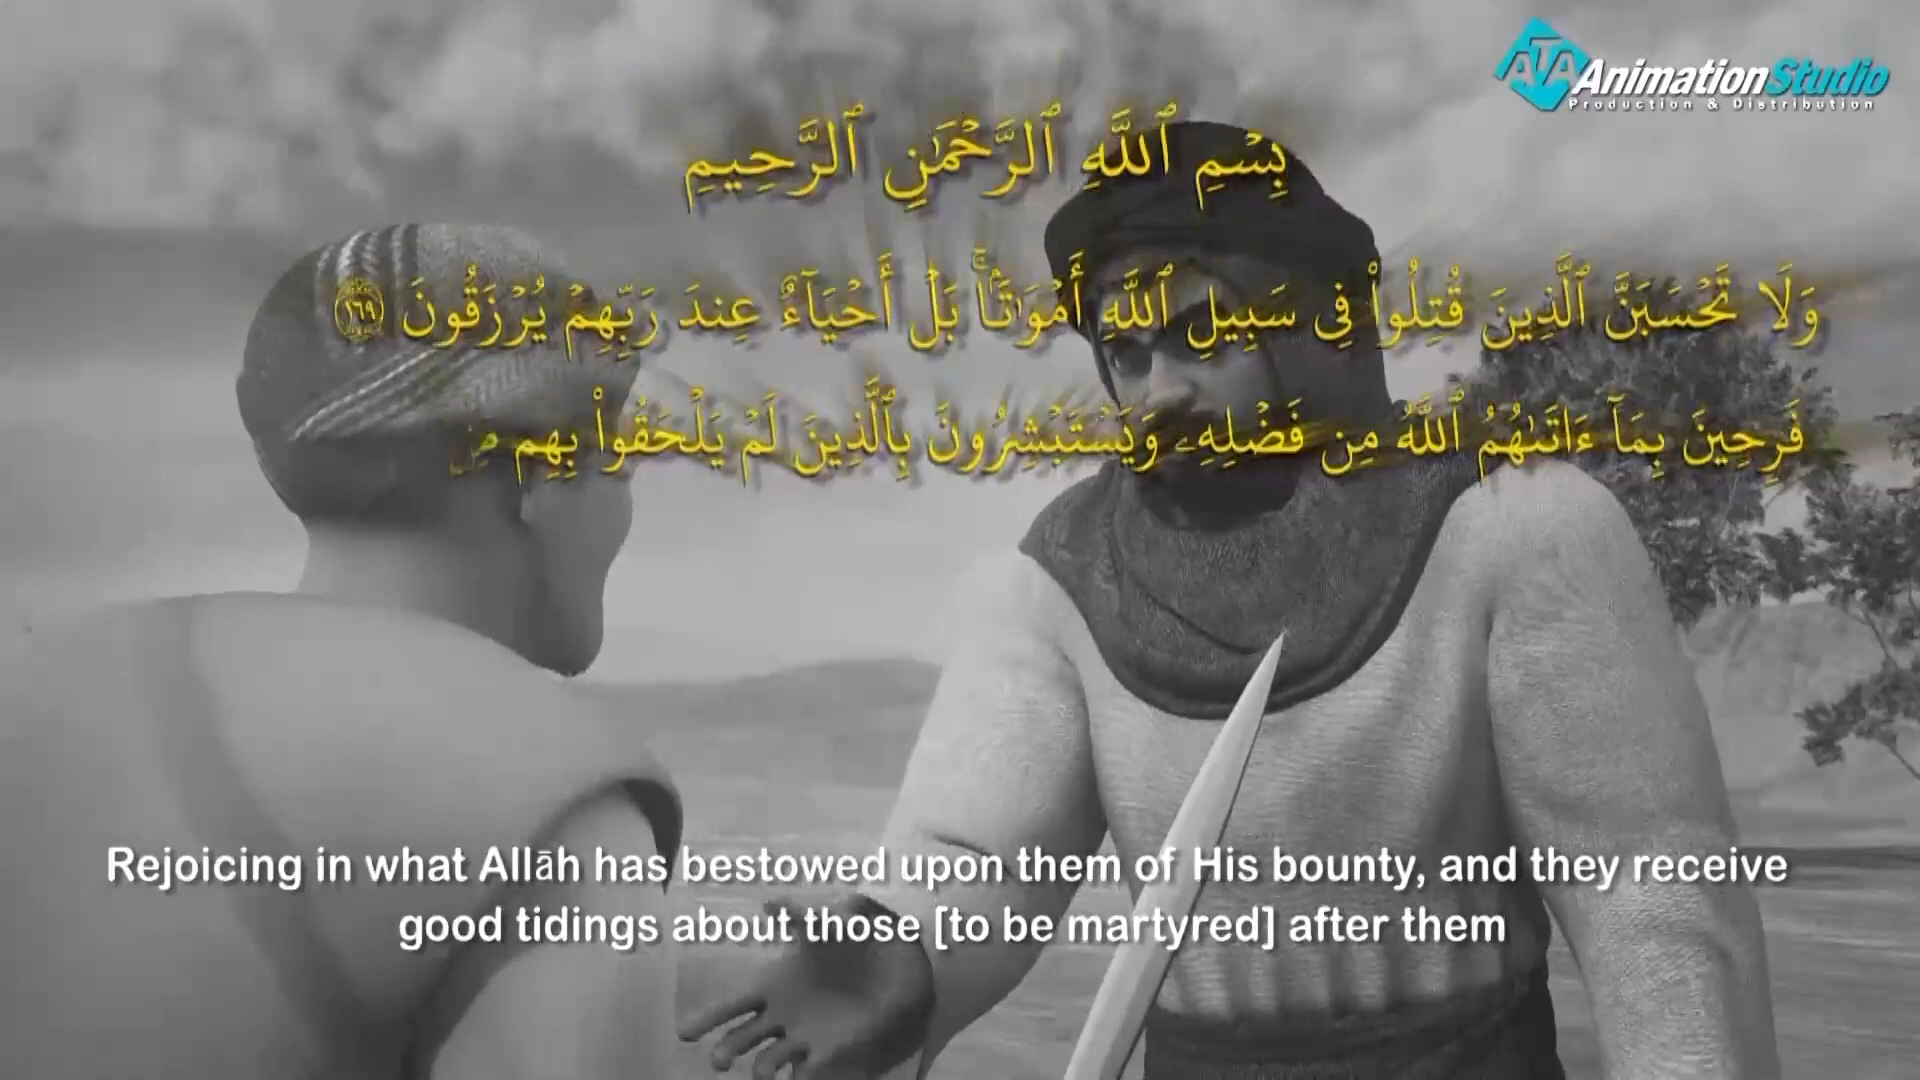 ATA AnimationStudio
Production & Distribution
بِسْمِ ٱللَّهِ ٱلرَّحْمَٰنِ ٱلرَّحِيمِ
وَلَا تَحْسَبَنَّ ٱلَّذِينَ قُتِلُوا۟ فِى سَبِيلِ ٱللَّهِ أَمْوَٰتًۢا ۚ بَلْ أَحْيَآءٌ عِندَ رَبِّهِمْ يُرْزَقُونَ ١٦٩
فَرِحِينَ بِمَآ ءَاتَىٰهُمُ ٱللَّهُ مِن فَضْلِهِۦ وَيَسْتَبْشِرُونَ بِٱلَّذِينَ لَمْ يَلْحَقُوا۟ بِهِم مِّنْ
Rejoicing in what Allāh has bestowed upon them of His bounty, and they receive
good tidings about those [to be martyred] after them